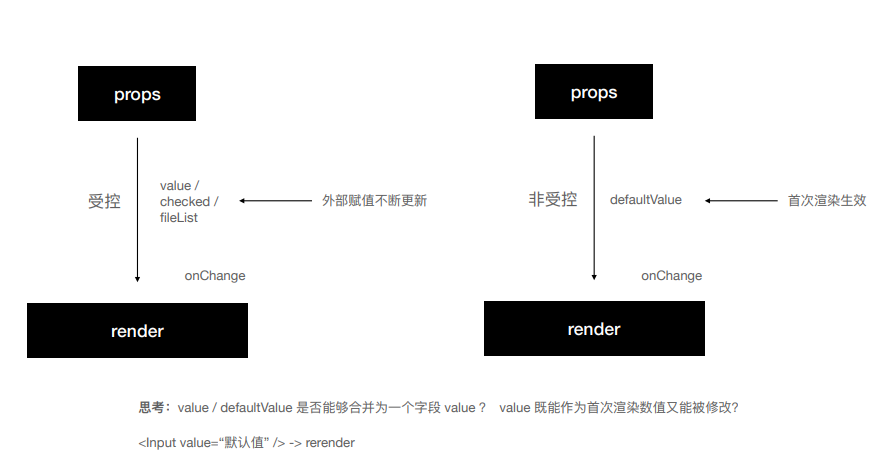 props
受控
value /
checked /
fileList
外部赋值不断更新
onChange
render
props
非受控
defaultValue
首次渲染生效
onChange
render
思考：value / defaultValue 是否能够合并为一个字段 value ？ value 既能作为首次渲染数值又能被修改?
<Input value=“默认值” /> -> rerender